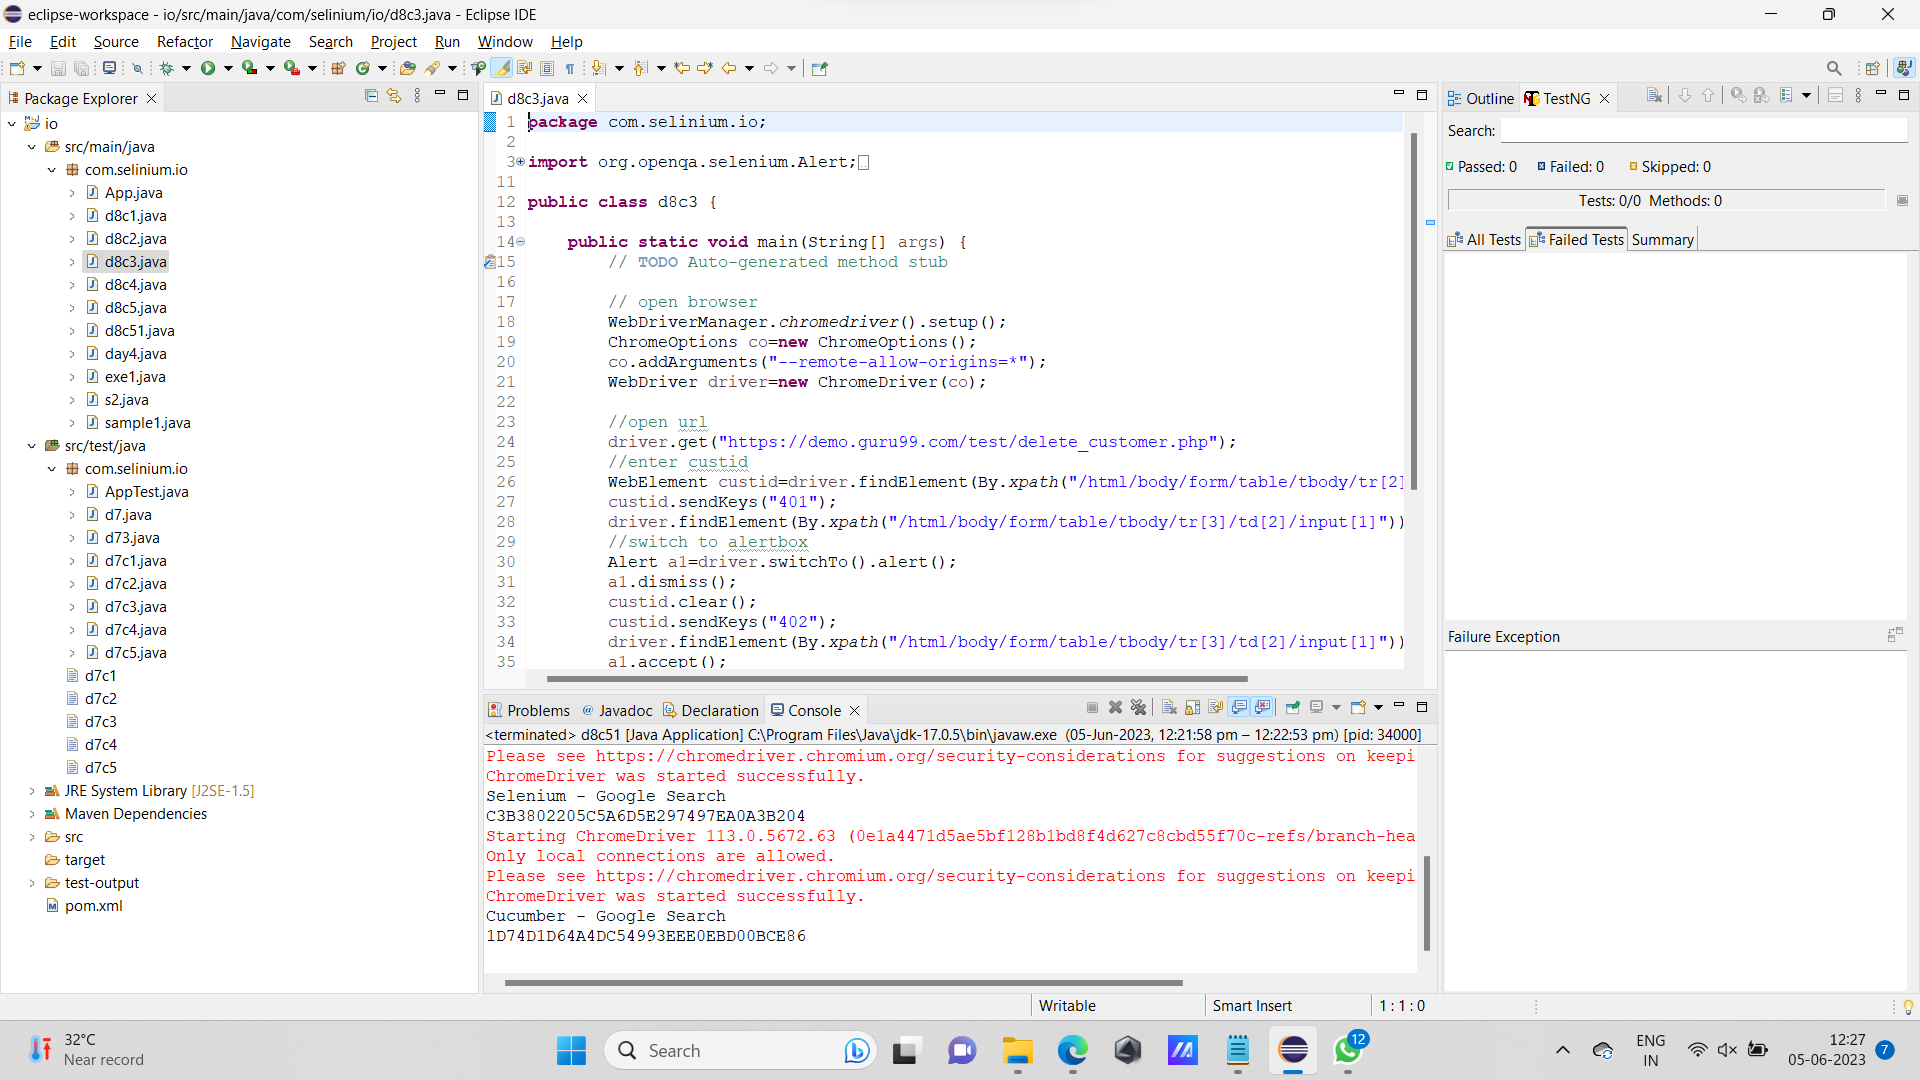 eclipse-workspace - io/src/main/java/com/selinium/io/d8c3.java - Eclipse IDE
File Edit Source Refactor Navigate Search Project Run Window Help
Package Explorer
io
src/main/java
com.selinium.io
App.java
d8c1.java
d8c2.java
d8c3.java
d8c4.java
d8c5.java
d8c51.java
day4.java
exe1.java
s2.java
sample1.java
src/test/java
com.selinium.io
AppTest.java
d7.java
d73.java
d7c1.java
d7c2.java
d7c3.java
d7c4.java
d7c5.java
d7c1
d7c2
d7c3
d7c4
d7c5
JRE System Library [J2SE-1.5]
Maven Dependencies
src
target
test-output
pom.xml
d8c3.java
1 package com.selinium.io;
2
3 import org.openqa.selenium.Alert;
11
12 public class d8c3 {
13
14 public static void main(String[] args) {
15 // TODO Auto-generated method stub
16
17 // open browser
18 WebDriverManager.chromedriver().setup();
19 ChromeOptions co=new ChromeOptions();
20 co.addArguments("--remote-allow-origins=*");
21 WebDriver driver=new ChromeDriver(co);
22
23 //open url
24 driver.get("https://demo.guru99.com/test/delete_customer.php");
25 //enter custid
26 WebElement custid=driver.findElement(By.xpath("/html/body/form/table/tbody/tr[2]
27 custid.sendKeys("401");
28 driver.findElement(By.xpath("/html/body/form/table/tbody/tr[3]/td[2]/input[1]"))
29 //switch to alertbox
30 Alert a1=driver.switchTo().alert();
31 a1.dismiss();
32 custid.clear();
33 custid.sendKeys("402");
34 driver.findElement(By.xpath("/html/body/form/table/tbody/tr[3]/td[2]/input[1]"))
35 a1.accept();
Problems Javadoc Declaration Console
<terminated> d8c51 [Java Application] C:\Program Files\Java\jdk-17.0.5\bin\javaw.exe (05-Jun-2023, 12:21:58 pm – 12:22:53 pm) [pid: 34000]
Please see https://chromedriver.chromium.org/security-considerations for suggestions on keepi
ChromeDriver was started successfully.
Selenium - Google Search
C3B3802205C5A6D5E297497EA0A3B204
Starting ChromeDriver 113.0.5672.63 (0e1a4471d5ae5bf128b1bd8f4d627c8cbd55f70c-refs/branch-hea
Only local connections are allowed.
Please see https://chromedriver.chromium.org/security-considerations for suggestions on keepi
ChromeDriver was started successfully.
Cucumber - Google Search
1D74D1D64A4DC54993EEE0EBD00BCE86
Outline TestNG
Search:
Passed: 0 Failed: 0 Skipped: 0
Tests: 0/0 Methods: 0
All Tests Failed Tests Summary
Failure Exception
Writable Smart Insert 1 : 1 : 0
32°C
Near record
Search
12
ENG
IN
12:27
05-06-2023
7